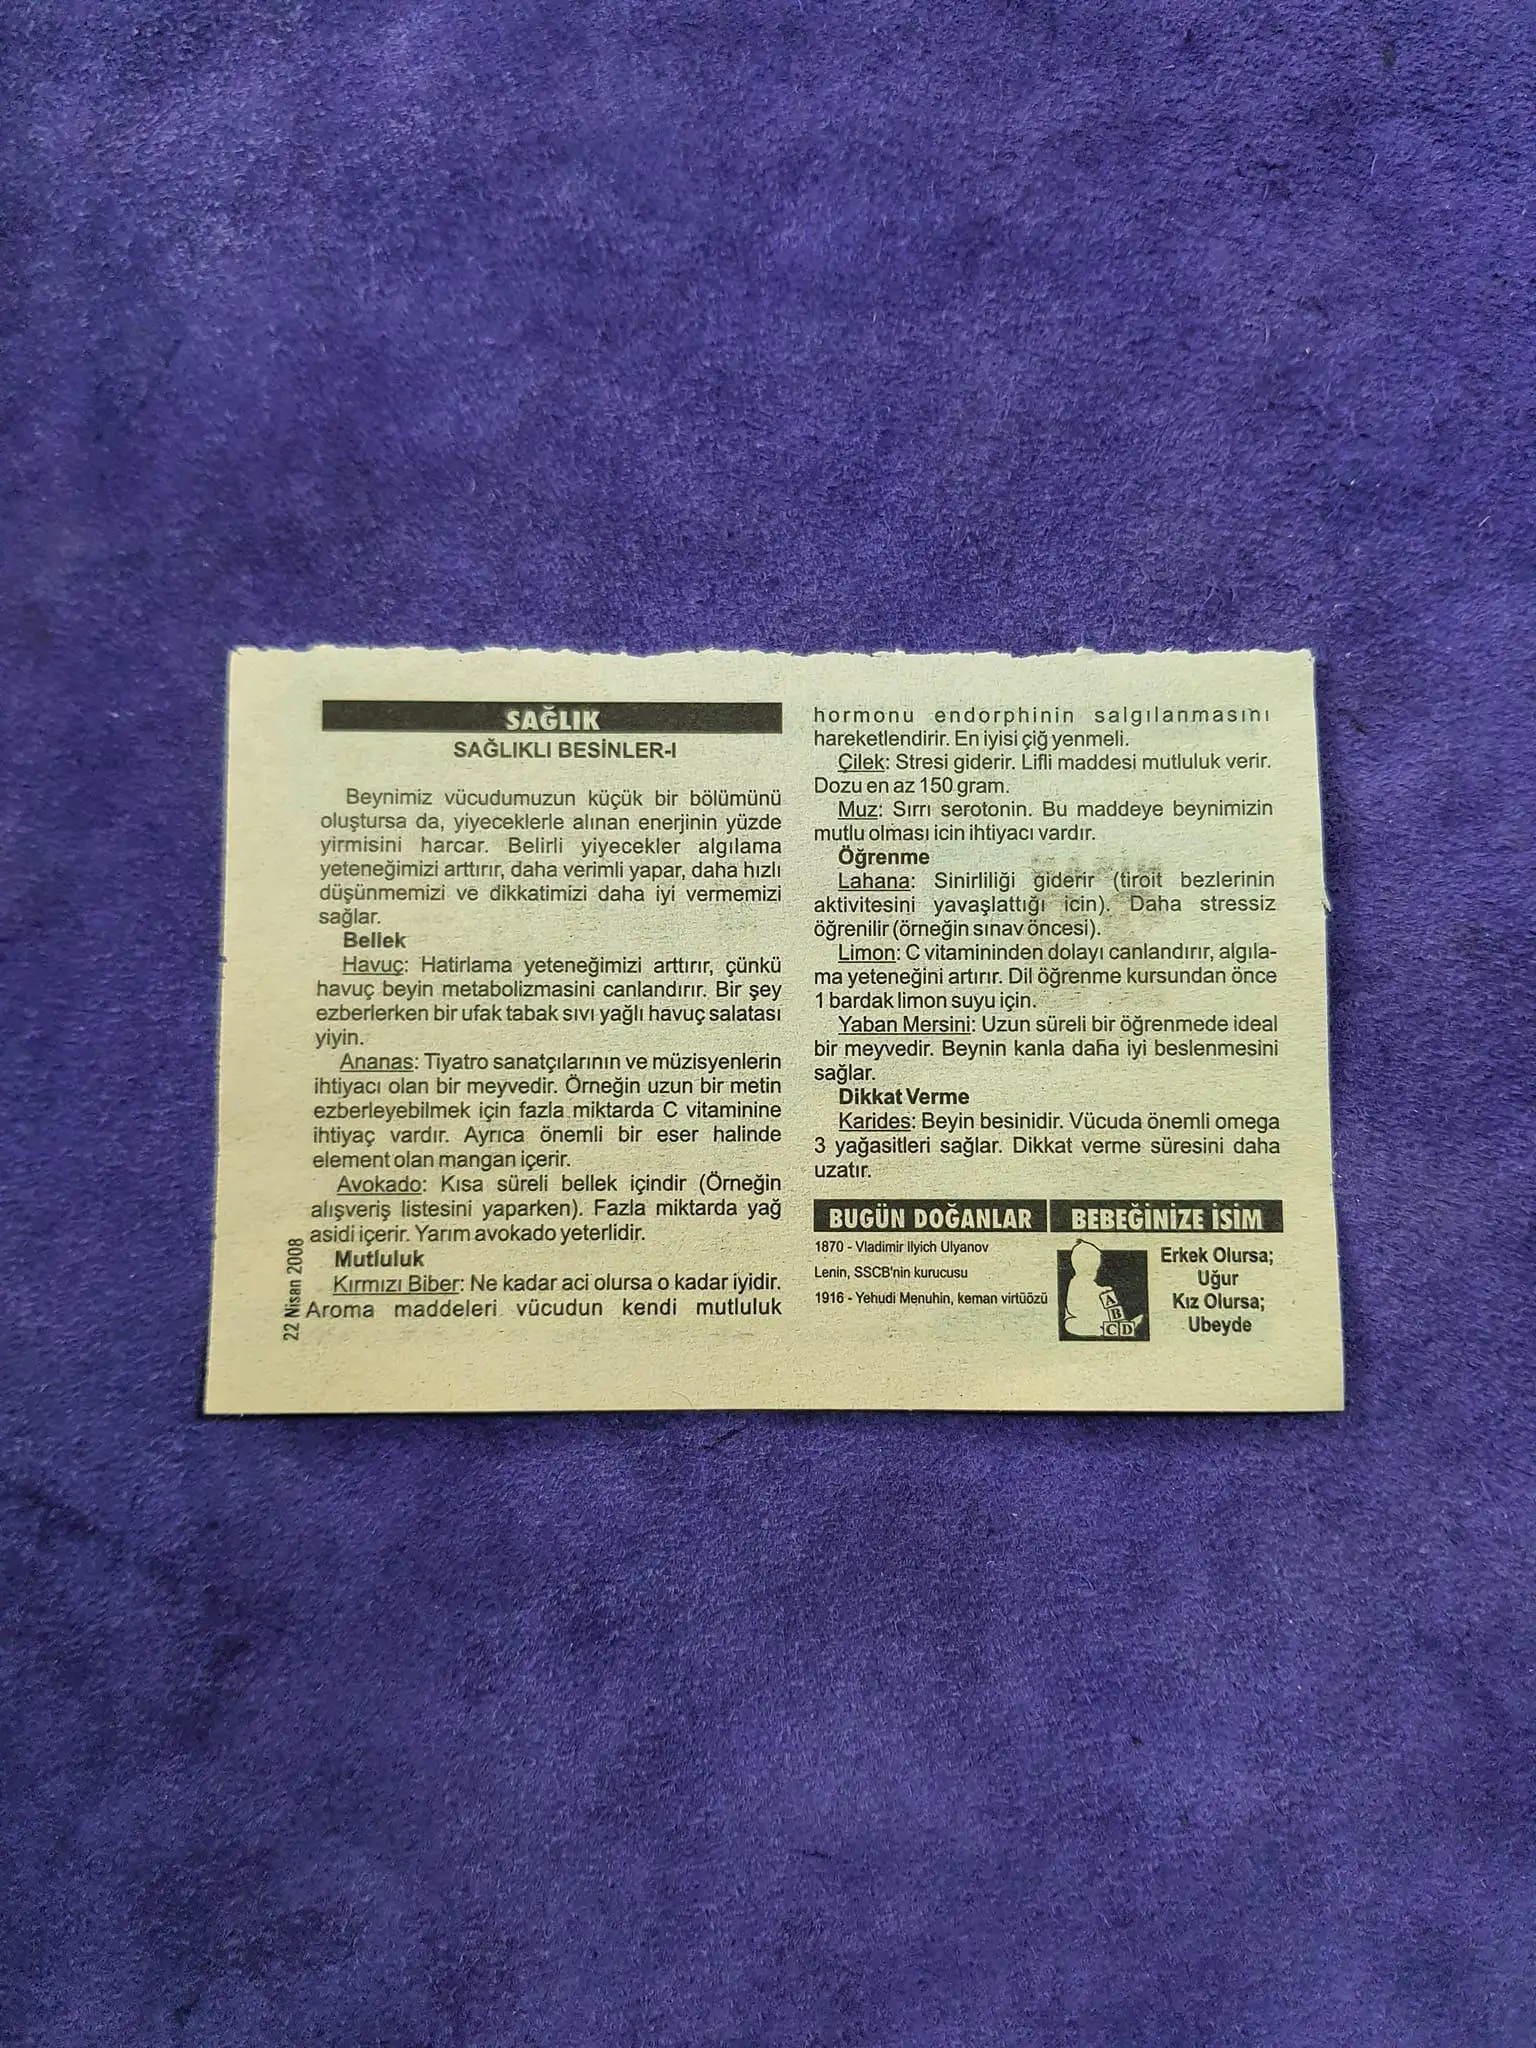 SAĞLIK
SAĞLIKLI BESİNLER-I
Beynimiz vücudumuzun küçük bir bölümünü
oluştursa da, yiyeceklerle alınan enerjinin yüzde
yirmisini harcar. Belirli yiyecekler algılama
yeteneğimizi arttırır, daha verimli yapar, daha hızlı
düşünmemizi ve dikkatimizi daha iyi vermemizi
sağlar.
Bellek
Havuç: Hatirlama yeteneğimizi arttırır, çünkü
havuç beyin metabolizmasini canlandırır. Bir şey
ezberlerken bir ufak tabak sıvı yağlı havuç salatası
yiyin.
Ananas: Tiyatro sanatçılarının ve müzisyenlerin
ihtiyacı olan bir meyvedir. Örneğin uzun bir metin
ezberleyebilmek için fazla miktarda C vitaminine
ihtiyaç vardır. Ayrıca önemli bir eser halinde
element olan mangan içerir.
Avokado: Kısa süreli bellek içindir (Örneğin
alışveriş listesini yaparken). Fazla miktarda yağ
asidi içerir. Yarım avokado yeterlidir.
Mutluluk
Kırmızı Biber: Ne kadar aci olursa o kadar iyidir.
Aroma maddeleri vücudun kendi mutluluk
22 Nisan 2008
hormonu endorphinin salgılanmasını
hareketlendirir. En iyisi çiğ yenmeli.
Çilek: Stresi giderir. Lifli maddesi mutluluk verir.
Dozu en az 150 gram.
Muz: Sırrı serotonin. Bu maddeye beynimizin
mutlu olması icin ihtiyacı vardır.
Öğrenme
Lahana: Sinirliliği giderir (tiroit bezlerinin
aktivitesini yavaşlattığı icin). Daha stressiz
öğrenilir (örneğin sınav öncesi).
Limon: C vitamininden dolayı canlandırır, algıla-
ma yeteneğini artırır. Dil öğrenme kursundan önce
1 bardak limon suyu için.
Yaban Mersini: Uzun süreli bir öğrenmede ideal
bir meyvedir. Beynin kanla daha iyi beslenmesini
sağlar.
Dikkat Verme
Karides: Beyin besinidir. Vücuda önemli omega
3 yağasitleri sağlar. Dikkat verme süresini daha
uzatır.
BUGÜN DOĞANLAR
1870 - Vladimir Ilyich Ulyanov
Lenin, SSCB'nin kurucusu
1916 - Yehudi Menuhin, keman virtüözü
BEBEĞİNİZE İSİM
A
B
C D
Erkek Olursa;
Uğur
Kız Olursa;
Ubeyde